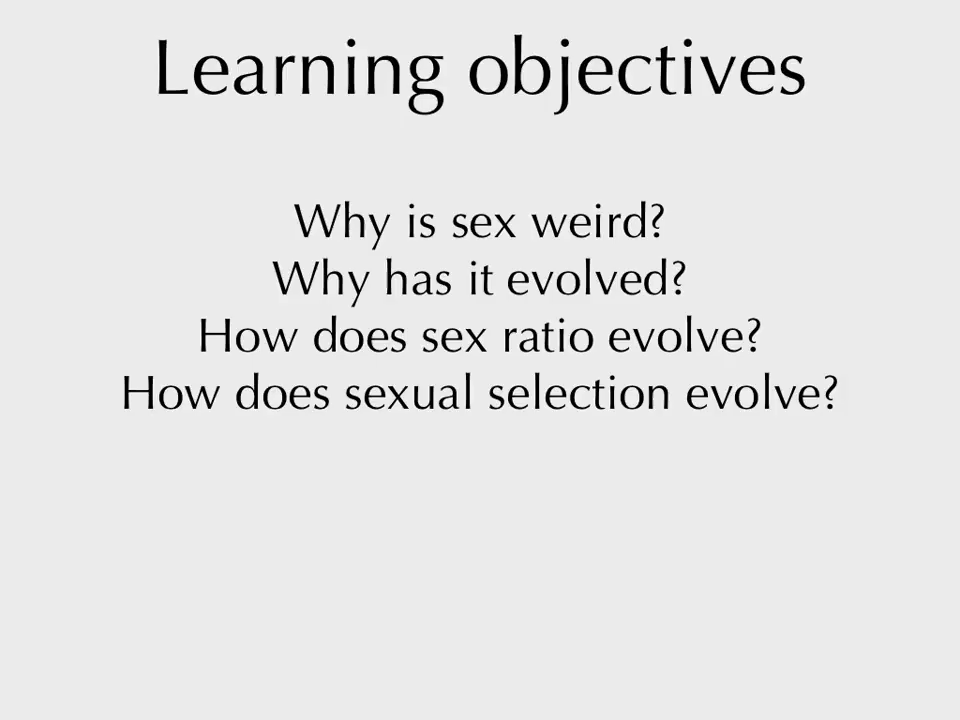 Learning objectives
Why is sex weird?
Why has it evolved?
How does sex ratio evolve?
How does sexual selection evolve?